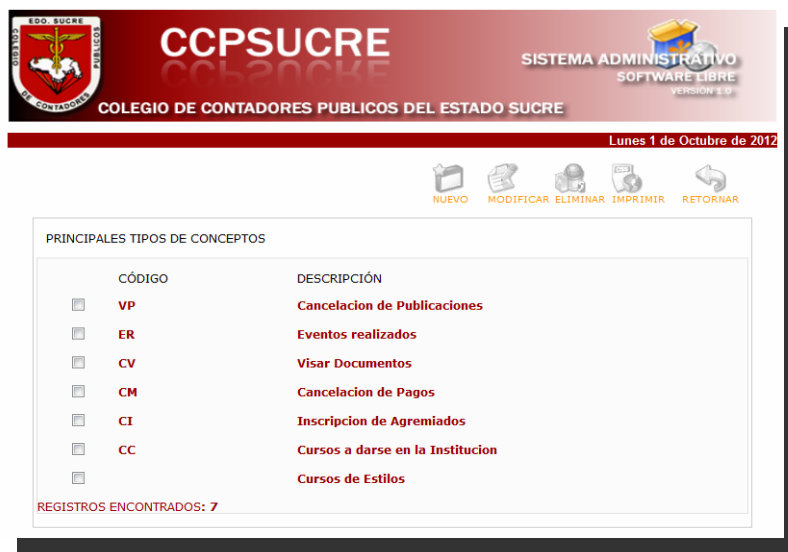 EDO. SUCRE
COLEGIO
PUBLICOS
DE CONTADORES
CCPSUCRE
SISTEMA ADMINISTRATIVO
SOFTWARE LIBRE
VERSIÓN 1.0
COLEGIO DE CONTADORES PUBLICOS DEL ESTADO SUCRE
Lunes 1 de Octubre de 2012
NUEVO MODIFICAR ELIMINAR IMPRIMIR RETORNAR
PRINCIPALES TIPOS DE CONCEPTOS
CÓDIGO DESCRIPCIÓN
VP Cancelacion de Publicaciones
ER Eventos realizados
CV Visar Documentos
CM Cancelacion de Pagos
CI Inscripcion de Agremiados
CC Cursos a darse en la Institucion
Cursos de Estilos
REGISTROS ENCONTRADOS: 7